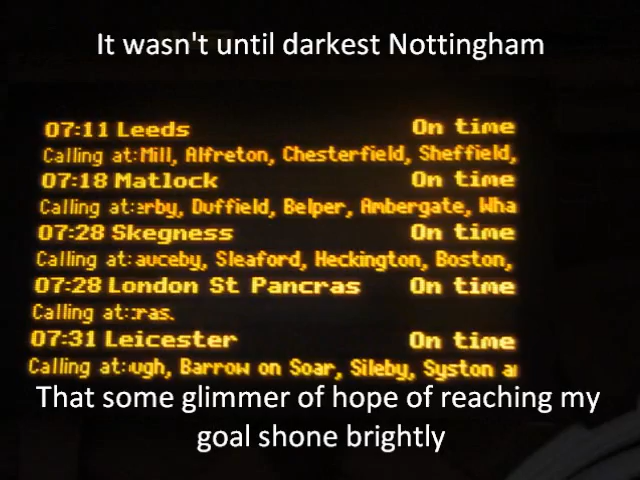 It wasn't until darkest Nottingham
07:11 Leeds On time
Calling at: Mill, Alfreton, Chesterfield, Sheffield,
07:18 Matlock On time
Calling at: erby, Duffield, Belper, Ambergate, Wha
07:28 Skegness On time
Calling at: auceby, Sleaford, Heckington, Boston,
07:28 London St Pancras On time
Calling at: ras.
07:31 Leicester On time
Calling at: ugh, Barrow on Soar, Sileby, Syston a
That some glimmer of hope of reaching my
goal shone brightly